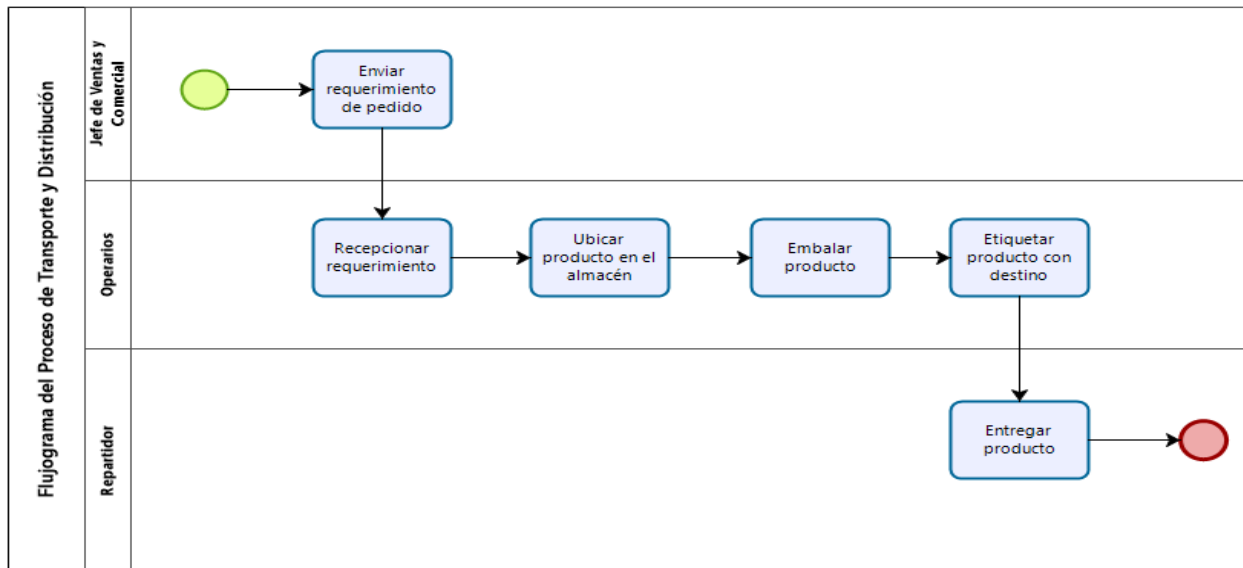 Flujograma del Proceso de Transporte y Distribución
Jefe de Ventas y
Comercial
Enviar
requerimiento
de pedido
Operarios
Recepcionar
requerimiento
Ubicar
producto en el
almacén
Embalar
producto
Etiquetar
producto con
destino
Repartidor
Entregar
producto